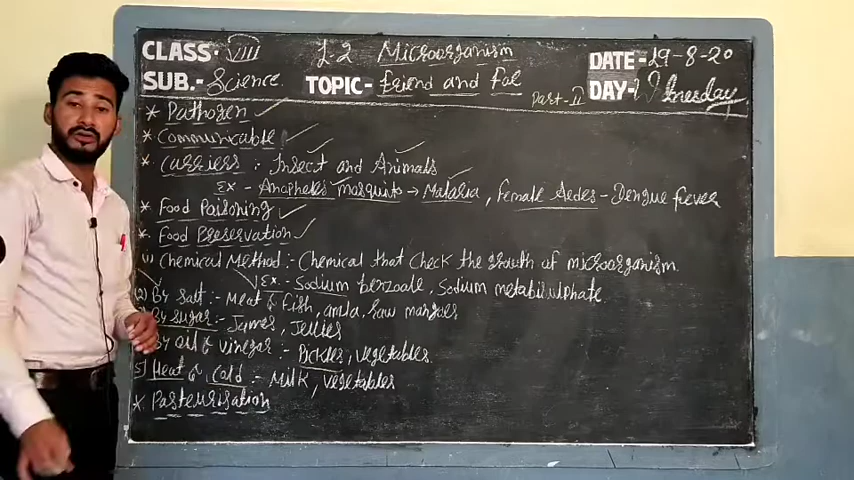 CLASS:- VIII L-2 Microorganism DATE-19-8-20
SUB.- Science TOPIC- Friend and Foe Part-II DAY- Wednesday
* Pathogen
* Communicable
* Carriers :- Insect and Animals
Ex - Anopheles mosquito → Malaria, Female Aedes - Dengue fever
* Food Poisoning
* Food Preservation
(1) Chemical Method :- Chemical that check the growth of microorganism.
Ex. - Sodium benzoate, Sodium metabisulphate
(2) By Salt :- Meat & fish, amla, raw mangoes
By Sugar :- Jams, Jellies
By Oil & vinegar :- Pickles, vegetables.
5) Heat & Cold :- Milk, vegetables
* Pasteurisation